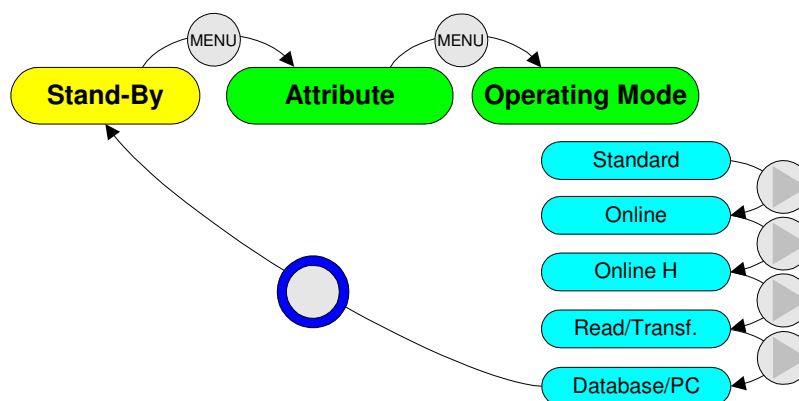 MENU
MENU
Stand-By
Attribute
Operating Mode
Standard
Online
Online H
Read/Transf.
Database/PC